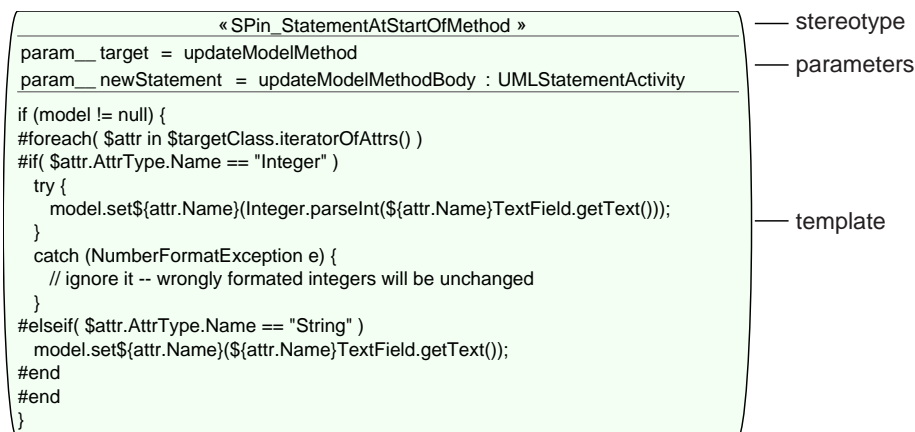 «SPin_StatementAtStartOfMethod »
stereotype
param__ target = updateModelMethod
parameters
param__ newStatement = updateModelMethodBody : UMLStatementActivity
if (model != null) {
#foreach( $attr in $targetClass.iteratorOfAttrs() )
#if( $attr.AttrType.Name == "Integer" )
try {
model.set${attr.Name}(Integer.parseInt(${attr.Name}TextField.getText()));
}
template
catch (NumberFormatException e) {
// ignore it -- wrongly formated integers will be unchanged
}
#elseif( $attr.AttrType.Name == "String" )
model.set${attr.Name}(${attr.Name}TextField.getText());
#end
#end
}